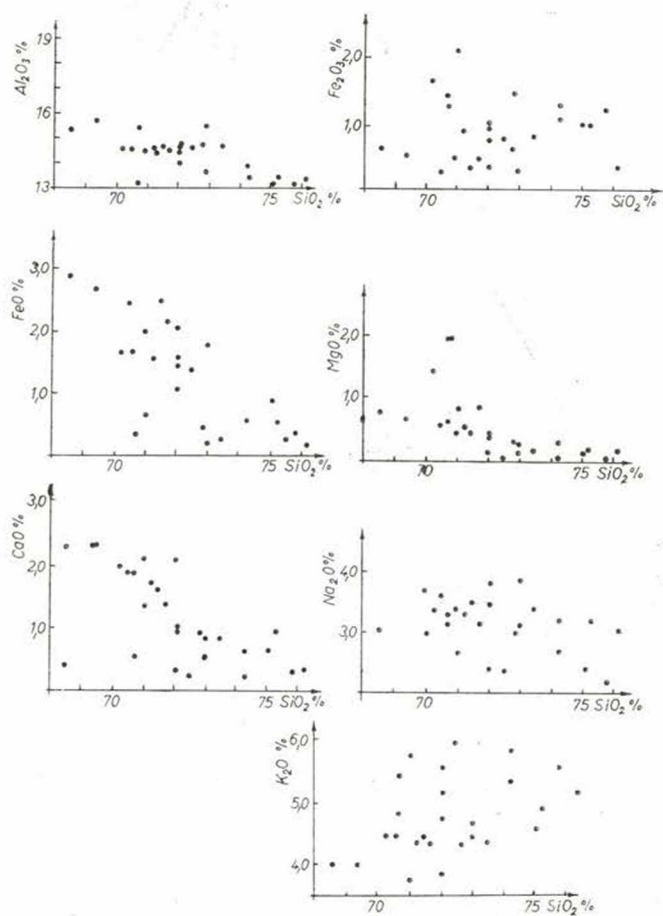 Al₂O₃ %
19
16
13
70
75 SiO₂ %
Fe₂O₃ %
2,0
1,0
70
75 SiO₂ %
FeO %
3,0
2,0
1,0
70
75 SiO₂ %
MgO %
2,0
1,0
70
75 SiO₂ %
CaO %
3,0
2,0
1,0
70
75 SiO₂ %
Na₂O %
4,0
3,0
70
75 SiO₂ %
K₂O %
6,0
5,0
4,0
70
75 SiO₂ %